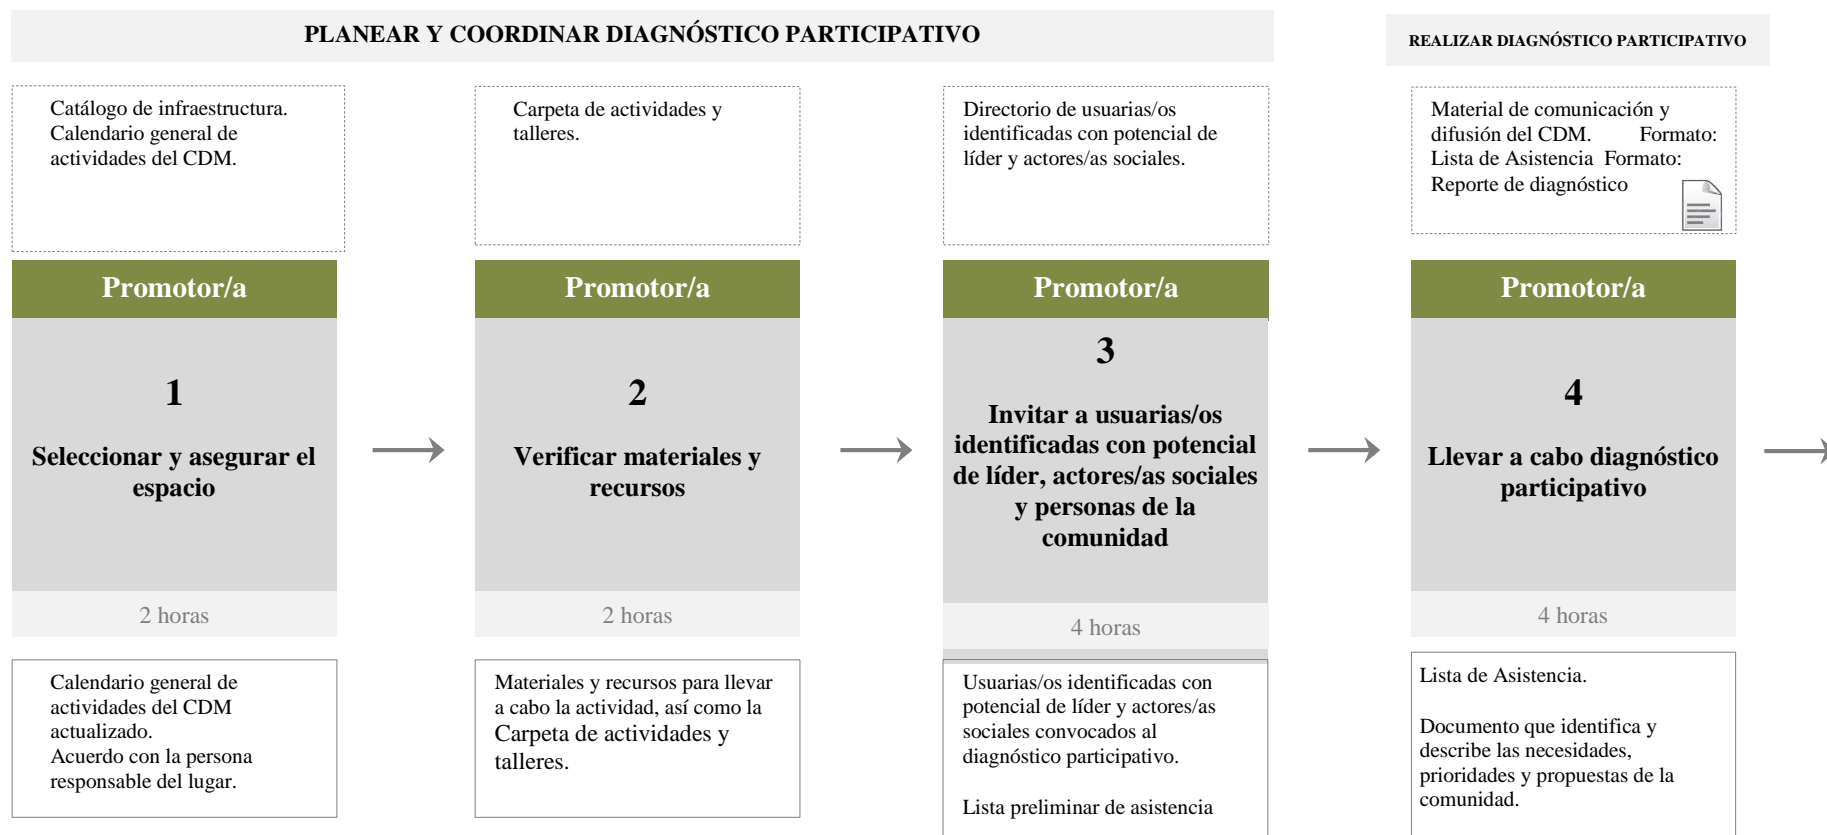 PLANEAR Y COORDINAR DIAGNÓSTICO PARTICIPATIVO
REALIZAR DIAGNÓSTICO PARTICIPATIVO
Catálogo de infraestructura.
Calendario general de
actividades del CDM.
Promotor/a
1
Seleccionar y asegurar el
espacio
2 horas
Calendario general de
actividades del CDM
actualizado.
Acuerdo con la persona
responsable del lugar.
Carpeta de actividades y
talleres.
Promotor/a
2
Verificar materiales y
recursos
2 horas
Materiales y recursos para llevar
a cabo la actividad, así como la
Carpeta de actividades y
talleres.
Directorio de usuarias/os
identificadas con potencial de
líder y actores/as sociales.
Promotor/a
3
Invitar a usuarias/os
identificadas con potencial
de líder, actores/as sociales
y personas de la
comunidad
4 horas
Usuarias/os identificadas con
potencial de líder y actores/as
sociales convocados al
diagnóstico participativo.
Lista preliminar de asistencia
Material de comunicación y
difusión del CDM. Formato:
Lista de Asistencia Formato:
Reporte de diagnóstico
Promotor/a
4
Llevar a cabo diagnóstico
participativo
4 horas
Lista de Asistencia.
Documento que identifica y
describe las necesidades,
prioridades y propuestas de la
comunidad.